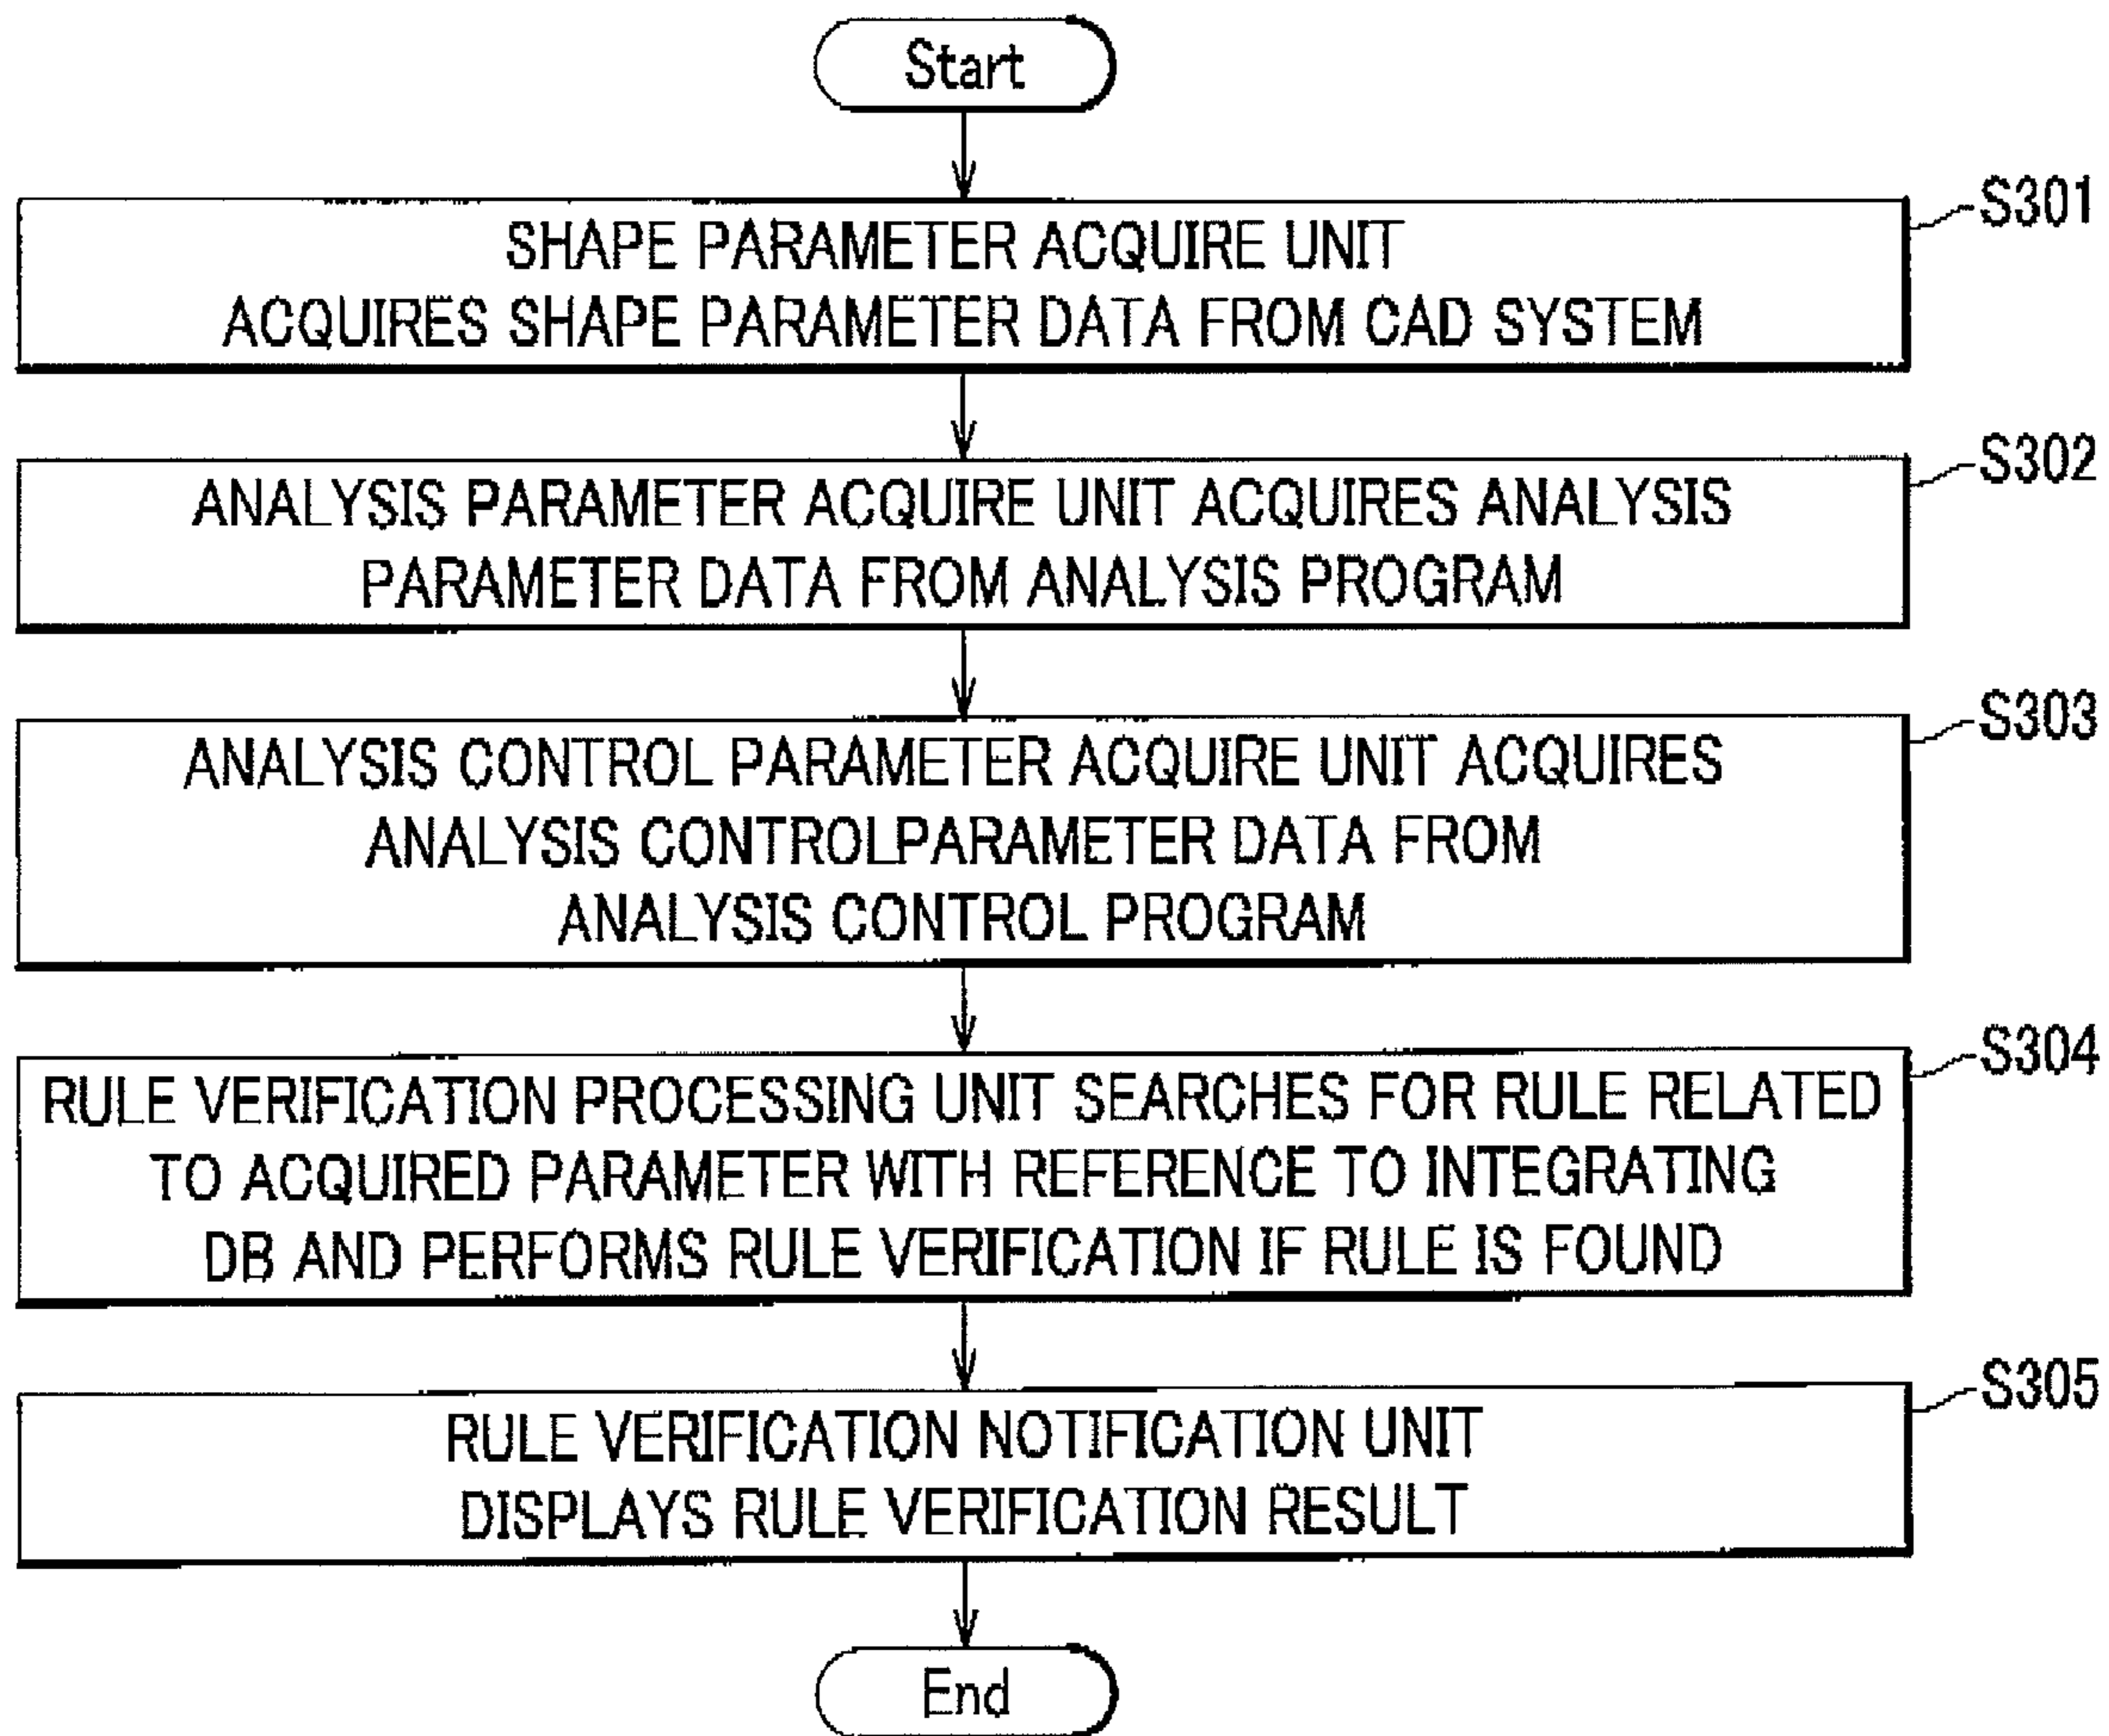 Start
S301
SHAPE PARAMETER ACQUIRE UNIT
ACQUIRES SHAPE PARAMETER DATA FROM CAD SYSTEM
S302
ANALYSIS PARAMETER ACQUIRE UNIT ACQUIRES ANALYSIS
PARAMETER DATA FROM ANALYSIS PROGRAM
S303
ANALYSIS CONTROL PARAMETER ACQUIRE UNIT ACQUIRES
ANALYSIS CONTROLPARAMETER DATA FROM
ANALYSIS CONTROL PROGRAM
S304
RULE VERIFICATION PROCESSING UNIT SEARCHES FOR RULE RELATED
TO ACQUIRED PARAMETER WITH REFERENCE TO INTEGRATING
DB AND PERFORMS RULE VERIFICATION IF RULE IS FOUND
S305
RULE VERIFICATION NOTIFICATION UNIT
DISPLAYS RULE VERIFICATION RESULT
End